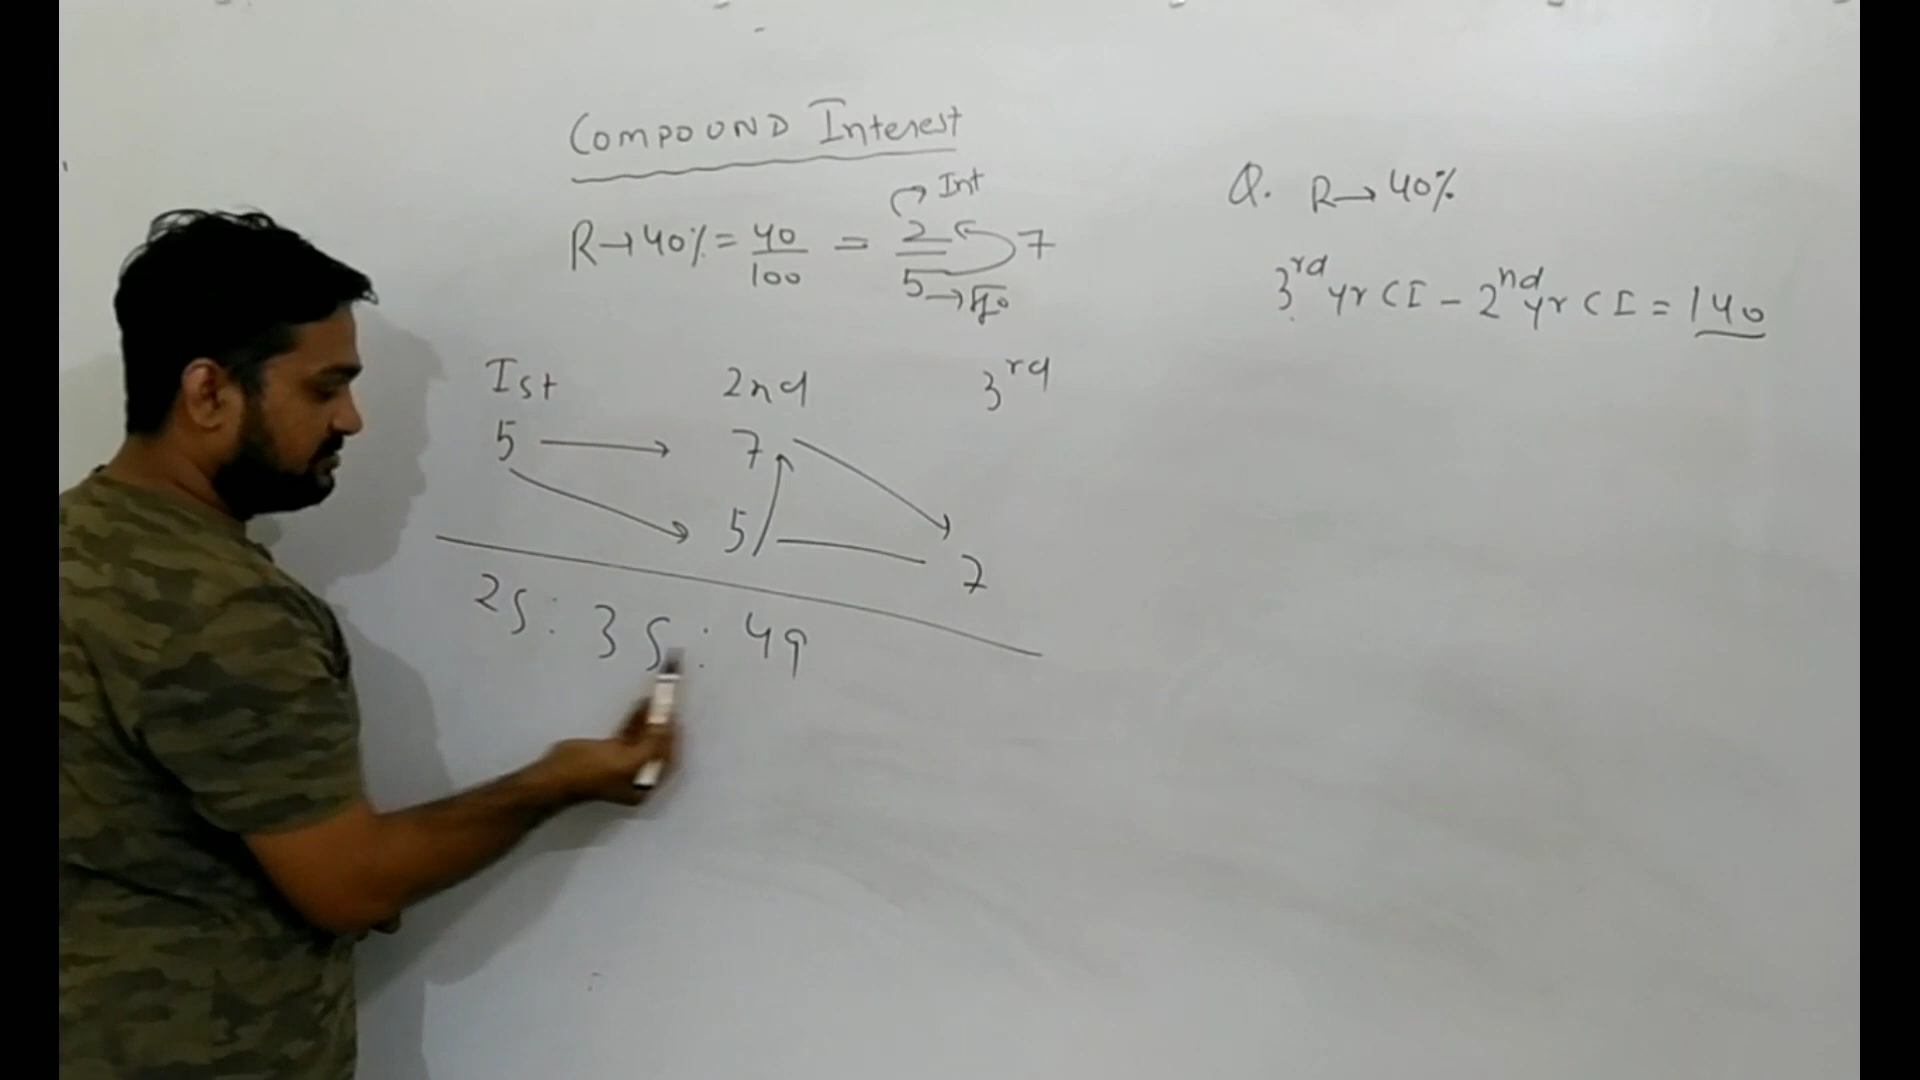 COMPOUND Interest
Int
R→40% = 40/100 = 2/5 7
5→
Q. R→40%
3rd yr CI - 2nd yr CI = 140
Ist 2nd 3rd
5 7
5 7
25 : 35 : 49